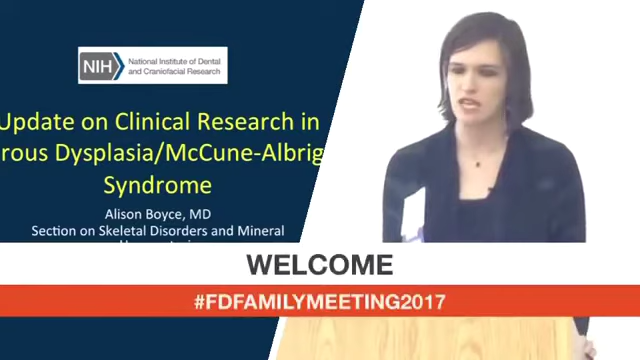 NIH
National Institute of Dental
and Craniofacial Research
Update on Clinical Research in
rous Dysplasia/McCune-Albrig
Syndrome
Alison Boyce, MD
Section on Skeletal Disorders and Mineral
WELCOME
#FDFAMILYMEETING2017